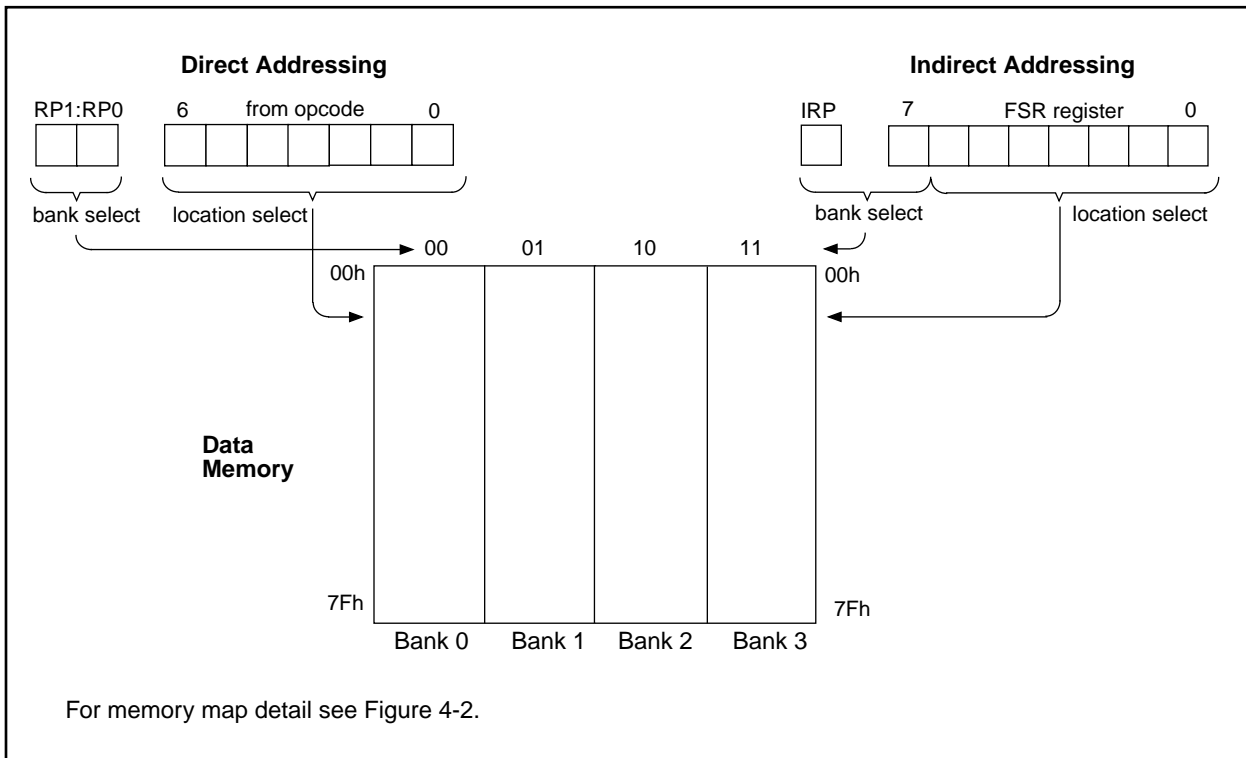 Direct Addressing
Indirect Addressing
RP1:RP0 6 from opcode 0
IRP 7 FSR register 0
bank select location select
bank select location select
00 01 10 11
00h 00h
Data
Memory
7Fh 7Fh
Bank 0 Bank 1 Bank 2 Bank 3
For memory map detail see Figure 4-2.